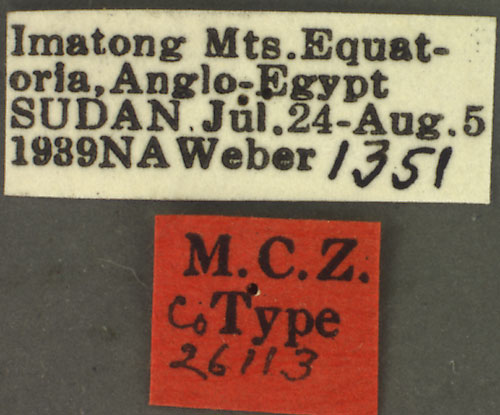 Imatong Mts.Equat-
oria,Anglo-Egypt
SUDAN.Jul.24-Aug.5
1939NAWeber 1351
M.C.Z.
CoType
26113